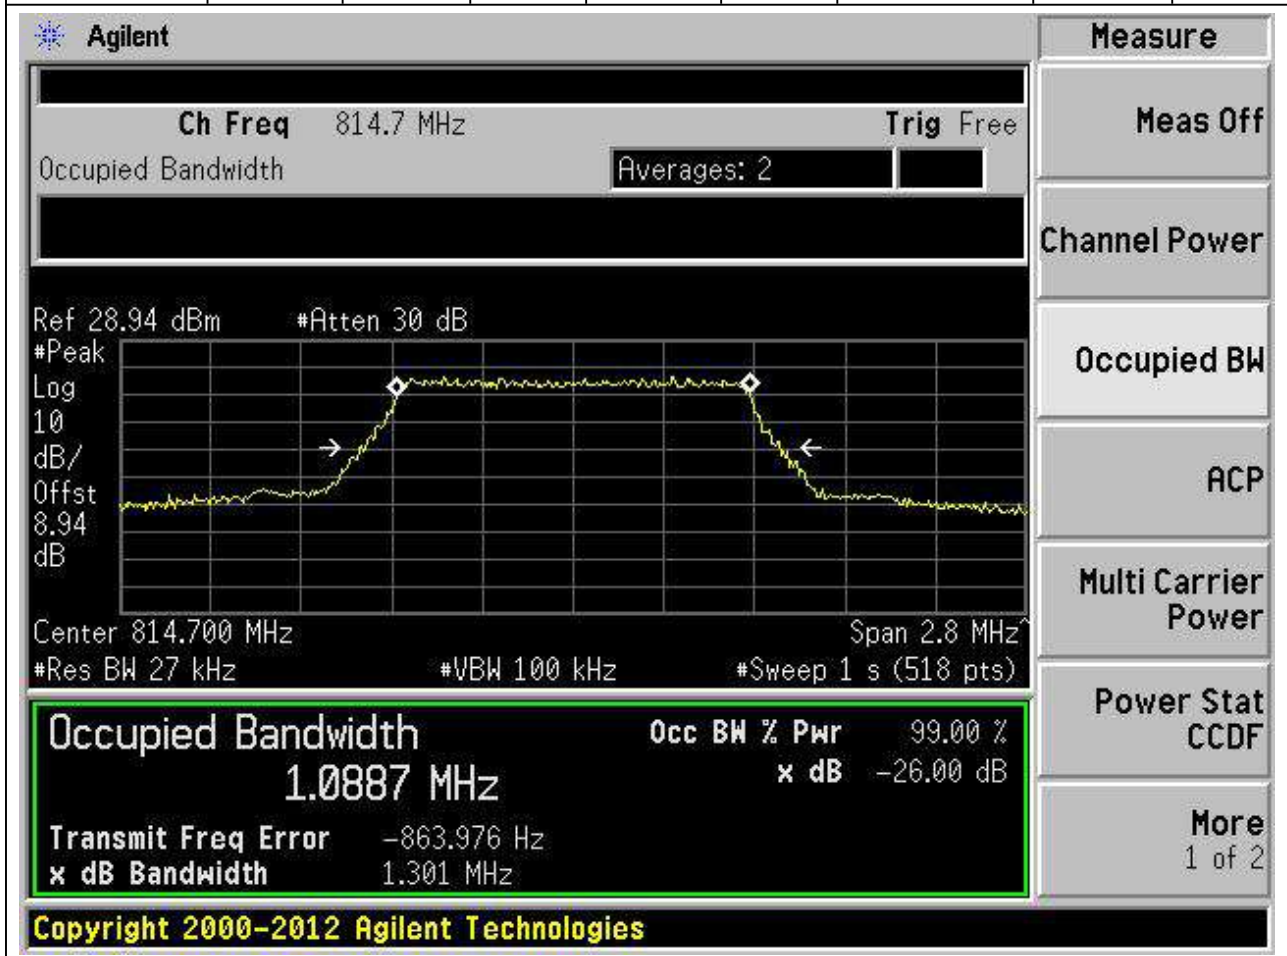 Agilent
Measure
Ch Freq 814.7 MHz Trig Free
Occupied Bandwidth Averages: 2
Meas Off
Channel Power
Occupied BW
ACP
Multi Carrier
Power
Power Stat
CCDF
More
1 of 2
Ref 28.94 dBm #Atten 30 dB
#Peak
Log
10
dB/
Offst
8.94
dB
Center 814.700 MHz Span 2.8 MHz^
#Res BW 27 kHz #VBW 100 kHz #Sweep 1 s (518 pts)
Occupied Bandwidth Occ BW % Pwr 99.00 %
1.0887 MHz x dB -26.00 dB
Transmit Freq Error -863.976 Hz
x dB Bandwidth 1.301 MHz
Copyright 2000-2012 Agilent Technologies